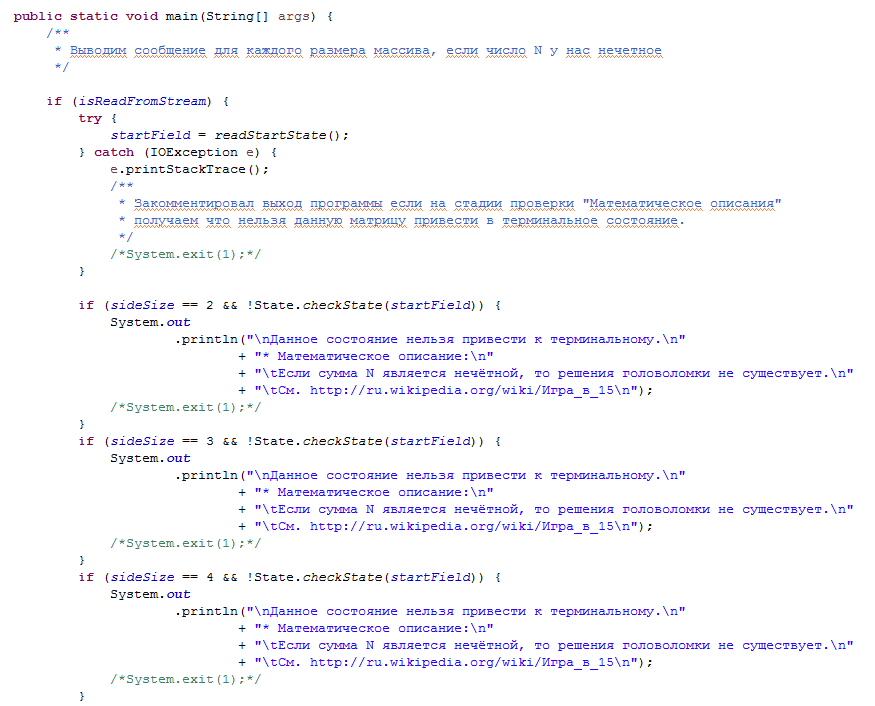 public static void main(String[] args) {
/**
* Выводим сообщение для каждого размера массива, если число N у нас нечетное
*/
if (isReadFromStream) {
try {
startField = readStartState();
} catch (IOException e) {
e.printStackTrace();
/**
* Закомментировал выход программы если на стадии проверки "Математическое описания"
* получаем что нельзя данную матрицу привести в терминальное состояние.
*/
/*System.exit(1);*/
}
if (sideSize == 2 && !State.checkState(startField)) {
System.out
.println("\nДанное состояние нельзя привести к терминальному.\n"
+ "* Математическое описание:\n"
+ "\tЕсли сумма N является нечётной, то решения головоломки не существует.\n"
+ "\tСм. http://ru.wikipedia.org/wiki/Игра_в_15\n");
/*System.exit(1);*/
}
if (sideSize == 3 && !State.checkState(startField)) {
System.out
.println("\nДанное состояние нельзя привести к терминальному.\n"
+ "* Математическое описание:\n"
+ "\tЕсли сумма N является нечётной, то решения головоломки не существует.\n"
+ "\tСм. http://ru.wikipedia.org/wiki/Игра_в_15\n");
/*System.exit(1);*/
}
if (sideSize == 4 && !State.checkState(startField)) {
System.out
.println("\nДанное состояние нельзя привести к терминальному.\n"
+ "* Математическое описание:\n"
+ "\tЕсли сумма N является нечётной, то решения головоломки не существует.\n"
+ "\tСм. http://ru.wikipedia.org/wiki/Игра_в_15\n");
/*System.exit(1);*/
}